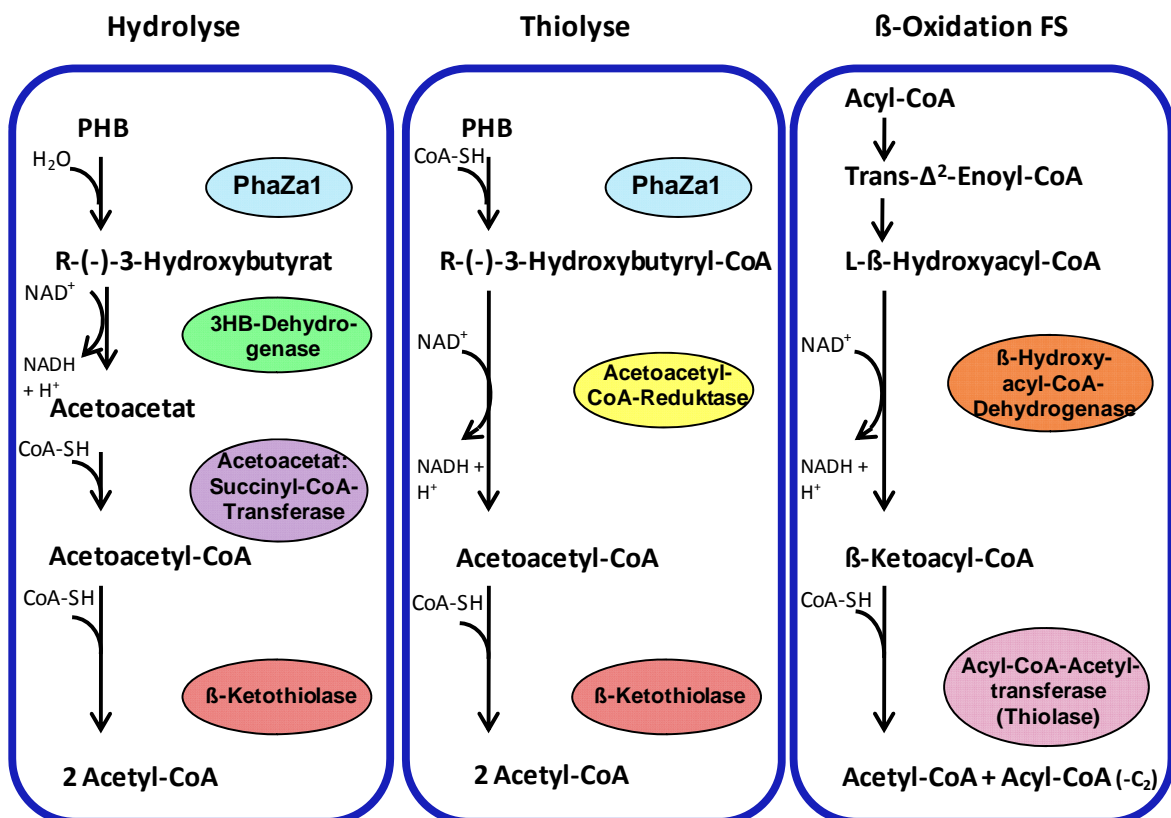 Hydrolyse
PHB
H₂O
PhaZa1
R-(-)-3-Hydroxybutyrat
NAD⁺
3HB-Dehydro-
genase
NADH
+ H⁺
Acetoacetat
CoA-SH
Acetoacetat:
Succinyl-CoA-
Transferase
Acetoacetyl-CoA
CoA-SH
ß-Ketothiolase
2 Acetyl-CoA
Thiolyse
PHB
CoA-SH
PhaZa1
R-(-)-3-Hydroxybutyryl-CoA
NAD⁺
Acetoacetyl-
CoA-Reduktase
NADH +
H⁺
Acetoacetyl-CoA
CoA-SH
ß-Ketothiolase
2 Acetyl-CoA
ß-Oxidation FS
Acyl-CoA
Trans-Δ²-Enoyl-CoA
L-ß-Hydroxyacyl-CoA
NAD⁺
ß-Hydroxy-
acyl-CoA-
Dehydrogenase
NADH +
H⁺
ß-Ketoacyl-CoA
CoA-SH
Acyl-CoA-Acetyl-
transferase
(Thiolase)
Acetyl-CoA + Acyl-CoA (-C₂)